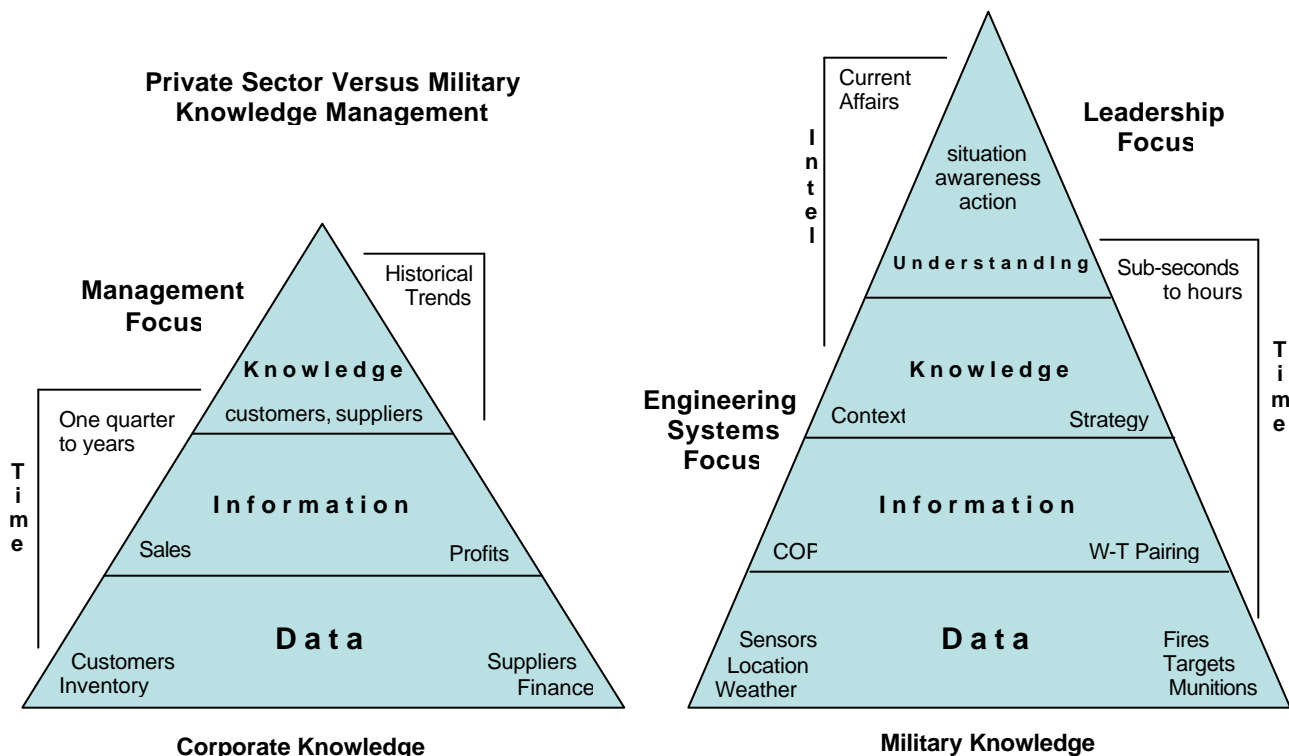 Private Sector Versus Military
Knowledge Management
Management
Focus
Historical
Trends
Knowledge
customers, suppliers
One quarter
to years
Time
Information
Sales
Profits
Data
Customers
Inventory
Suppliers
Finance
Corporate Knowledge
Current
Affairs
Intel
Leadership
Focus
situation
awareness
action
UnderstandIng
Sub-seconds
to hours
Time
Engineering
Systems
Focus
Knowledge
Context
Strategy
Information
COP
W-T Pairing
Data
Sensors
Location
Weather
Fires
Targets
Munitions
Military Knowledge